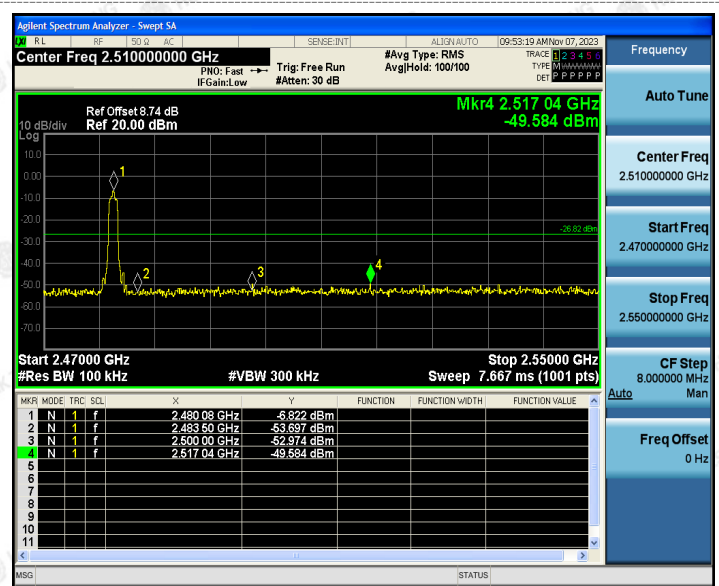 Agilent Spectrum Analyzer - Swept SA
LXI RL RF 50 Ω AC SENSE:INT ALIGN AUTO 09:53:19 AM Nov 07, 2023
Center Freq 2.510000000 GHz
#Avg Type: RMS
TRACE 1 2 3 4 5 6
PNO: Fast
Trig: Free Run
Avg|Hold: 100/100
TYPE M W W W W W
IFGain:Low
#Atten: 30 dB
DET P P P P P P
Mkr4 2.517 04 GHz
-49.584 dBm
Ref Offset 8.74 dB
10 dB/div Ref 20.00 dBm
Log
10.0
0.00
-10.0
-20.0
-30.0
-40.0
-50.0
-60.0
-70.0
1
2
3
4
-26.82 dBm
Start 2.47000 GHz Stop 2.55000 GHz
#Res BW 100 kHz #VBW 300 kHz Sweep 7.667 ms (1001 pts)
MKR MODE TRC SCL X Y FUNCTION FUNCTION WIDTH FUNCTION VALUE
1 N 1 f 2.480 08 GHz -6.822 dBm
2 N 1 f 2.483 50 GHz -53.697 dBm
3 N 1 f 2.500 00 GHz -52.974 dBm
4 N 1 f 2.517 04 GHz -49.584 dBm
5
6
7
8
9
10
11
MSG STATUS
Frequency
Auto Tune
Center Freq
2.510000000 GHz
Start Freq
2.470000000 GHz
Stop Freq
2.550000000 GHz
CF Step
8.000000 MHz
Auto Man
Freq Offset
0 Hz